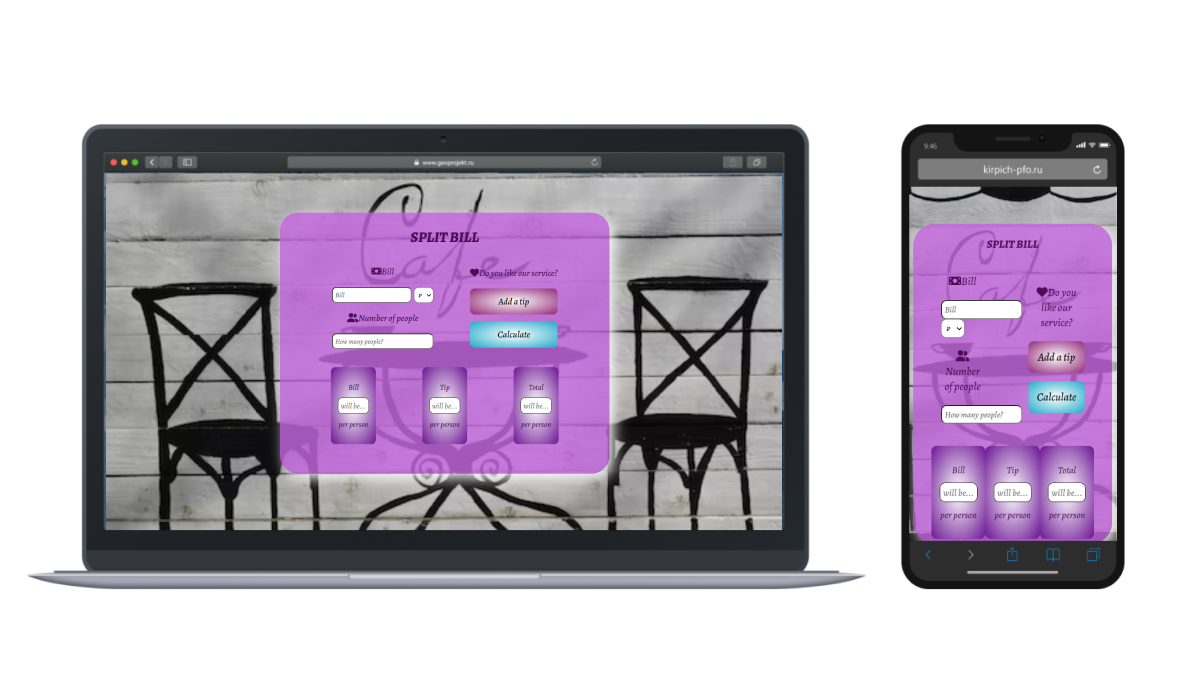 www.geoprojekt.ru
Cafe
SPLIT BILL
Bill
Do you like our service?
Bill
P
Add a tip
Number of people
Calculate
How many people?
Bill
Tip
Total
will be...
will be...
will be...
per person
per person
per person
9:46
kirpich-pfo.ru
SPLIT BILL
Bill
Do you
like our
service?
Bill
P
Number
of people
Add a tip
Calculate
How many people?
Bill
Tip
Total
will be...
will be...
will be...
per person
per person
per person